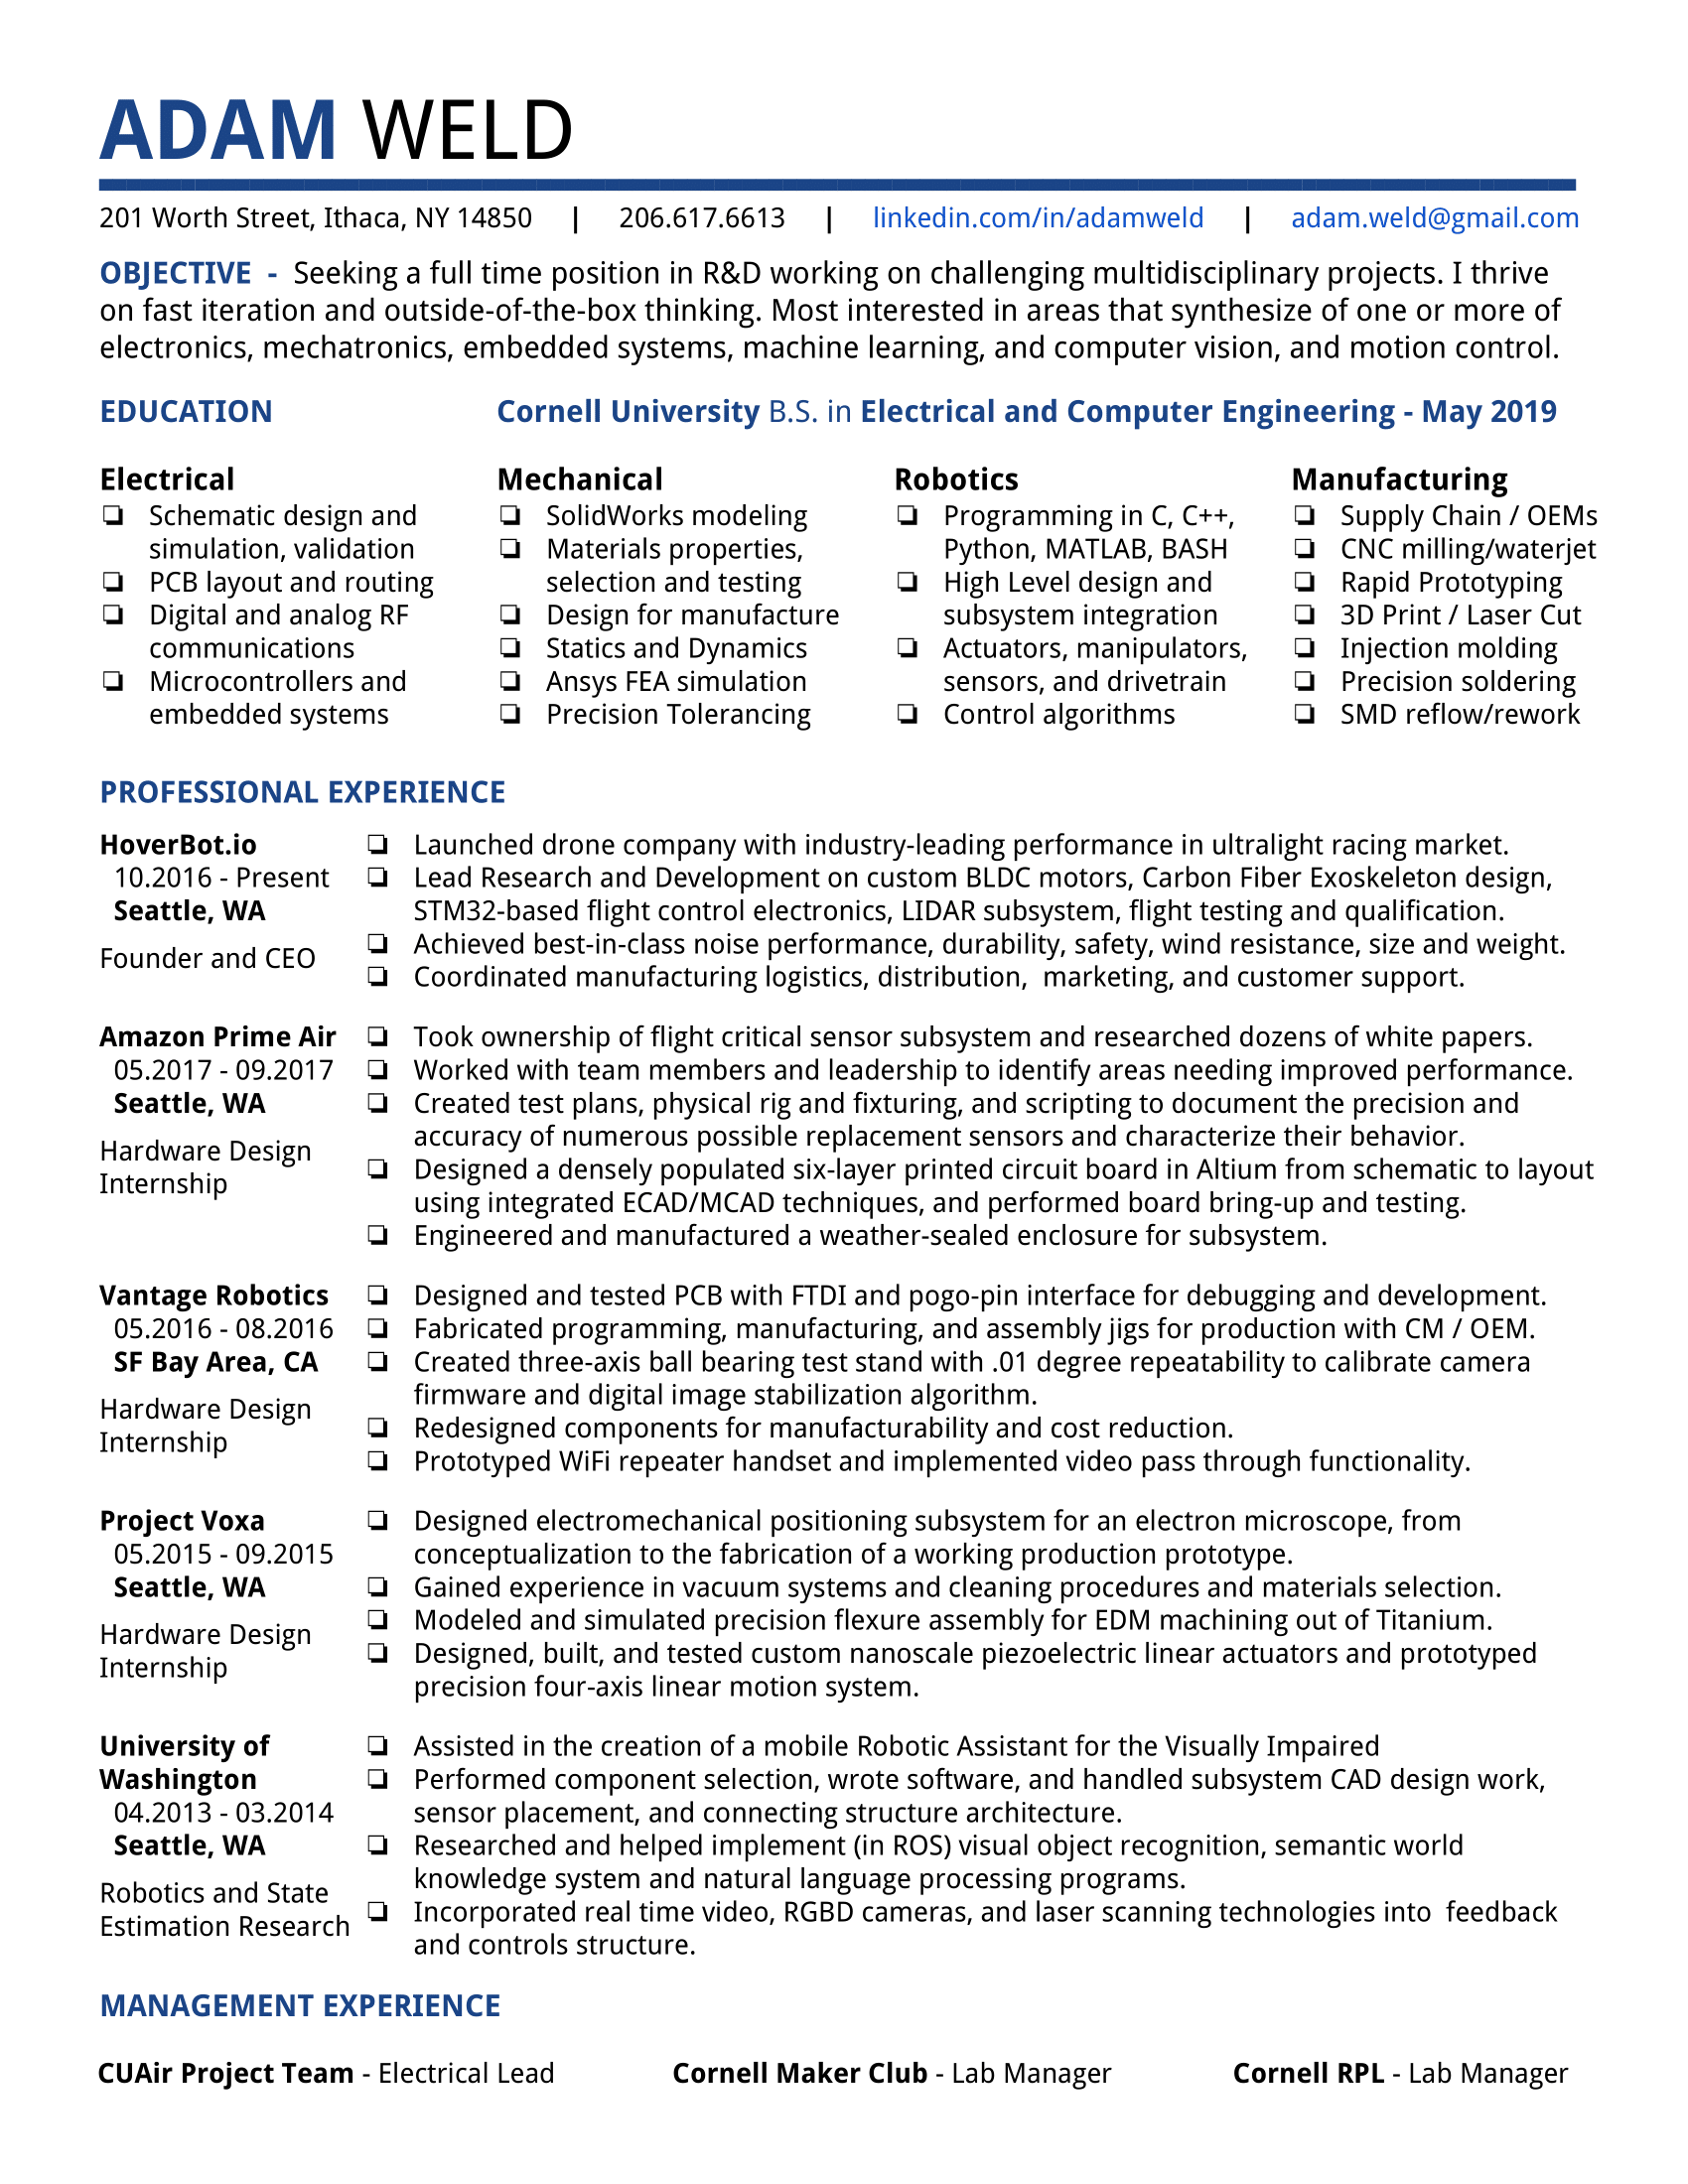 ADAM WELD
201 Worth Street, Ithaca, NY 14850 | 206.617.6613 | linkedin.com/in/adamweld | adam.weld@gmail.com
OBJECTIVE - Seeking a full time position in R&D working on challenging multidisciplinary projects. I thrive
on fast iteration and outside-of-the-box thinking. Most interested in areas that synthesize of one or more of
electronics, mechatronics, embedded systems, machine learning, and computer vision, and motion control.
EDUCATION
Cornell University B.S. in Electrical and Computer Engineering - May 2019
Electrical
❏ Schematic design and
simulation, validation
❏ PCB layout and routing
❏ Digital and analog RF
communications
❏ Microcontrollers and
embedded systems
Mechanical
❏ SolidWorks modeling
❏ Materials properties,
selection and testing
❏ Design for manufacture
❏ Statics and Dynamics
❏ Ansys FEA simulation
❏ Precision Tolerancing
Robotics
❏ Programming in C, C++,
Python, MATLAB, BASH
❏ High Level design and
subsystem integration
❏ Actuators, manipulators,
sensors, and drivetrain
❏ Control algorithms
Manufacturing
❏ Supply Chain / OEMs
❏ CNC milling/waterjet
❏ Rapid Prototyping
❏ 3D Print / Laser Cut
❏ Injection molding
❏ Precision soldering
❏ SMD reflow/rework
PROFESSIONAL EXPERIENCE
HoverBot.io
10.2016 - Present
Seattle, WA
Founder and CEO
❏ Launched drone company with industry-leading performance in ultralight racing market.
❏ Lead Research and Development on custom BLDC motors, Carbon Fiber Exoskeleton design,
STM32-based flight control electronics, LIDAR subsystem, flight testing and qualification.
❏ Achieved best-in-class noise performance, durability, safety, wind resistance, size and weight.
❏ Coordinated manufacturing logistics, distribution,  marketing, and customer support.
Amazon Prime Air
05.2017 - 09.2017
Seattle, WA
Hardware Design
Internship
❏ Took ownership of flight critical sensor subsystem and researched dozens of white papers.
❏ Worked with team members and leadership to identify areas needing improved performance.
❏ Created test plans, physical rig and fixturing, and scripting to document the precision and
accuracy of numerous possible replacement sensors and characterize their behavior.
❏ Designed a densely populated six-layer printed circuit board in Altium from schematic to layout
using integrated ECAD/MCAD techniques, and performed board bring-up and testing.
❏ Engineered and manufactured a weather-sealed enclosure for subsystem.
Vantage Robotics
05.2016 - 08.2016
SF Bay Area, CA
Hardware Design
Internship
❏ Designed and tested PCB with FTDI and pogo-pin interface for debugging and development.
❏ Fabricated programming, manufacturing, and assembly jigs for production with CM / OEM.
❏ Created three-axis ball bearing test stand with .01 degree repeatability to calibrate camera
firmware and digital image stabilization algorithm.
❏ Redesigned components for manufacturability and cost reduction.
❏ Prototyped WiFi repeater handset and implemented video pass through functionality.
Project Voxa
05.2015 - 09.2015
Seattle, WA
Hardware Design
Internship
❏ Designed electromechanical positioning subsystem for an electron microscope, from
conceptualization to the fabrication of a working production prototype.
❏ Gained experience in vacuum systems and cleaning procedures and materials selection.
❏ Modeled and simulated precision flexure assembly for EDM machining out of Titanium.
❏ Designed, built, and tested custom nanoscale piezoelectric linear actuators and prototyped
precision four-axis linear motion system.
University of
Washington
04.2013 - 03.2014
Seattle, WA
Robotics and State
Estimation Research
❏ Assisted in the creation of a mobile Robotic Assistant for the Visually Impaired
❏ Performed component selection, wrote software, and handled subsystem CAD design work,
sensor placement, and connecting structure architecture.
❏ Researched and helped implement (in ROS) visual object recognition, semantic world
knowledge system and natural language processing programs.
❏ Incorporated real time video, RGBD cameras, and laser scanning technologies into  feedback
and controls structure.
MANAGEMENT EXPERIENCE
CUAir Project Team - Electrical Lead
Cornell Maker Club - Lab Manager
Cornell RPL - Lab Manager